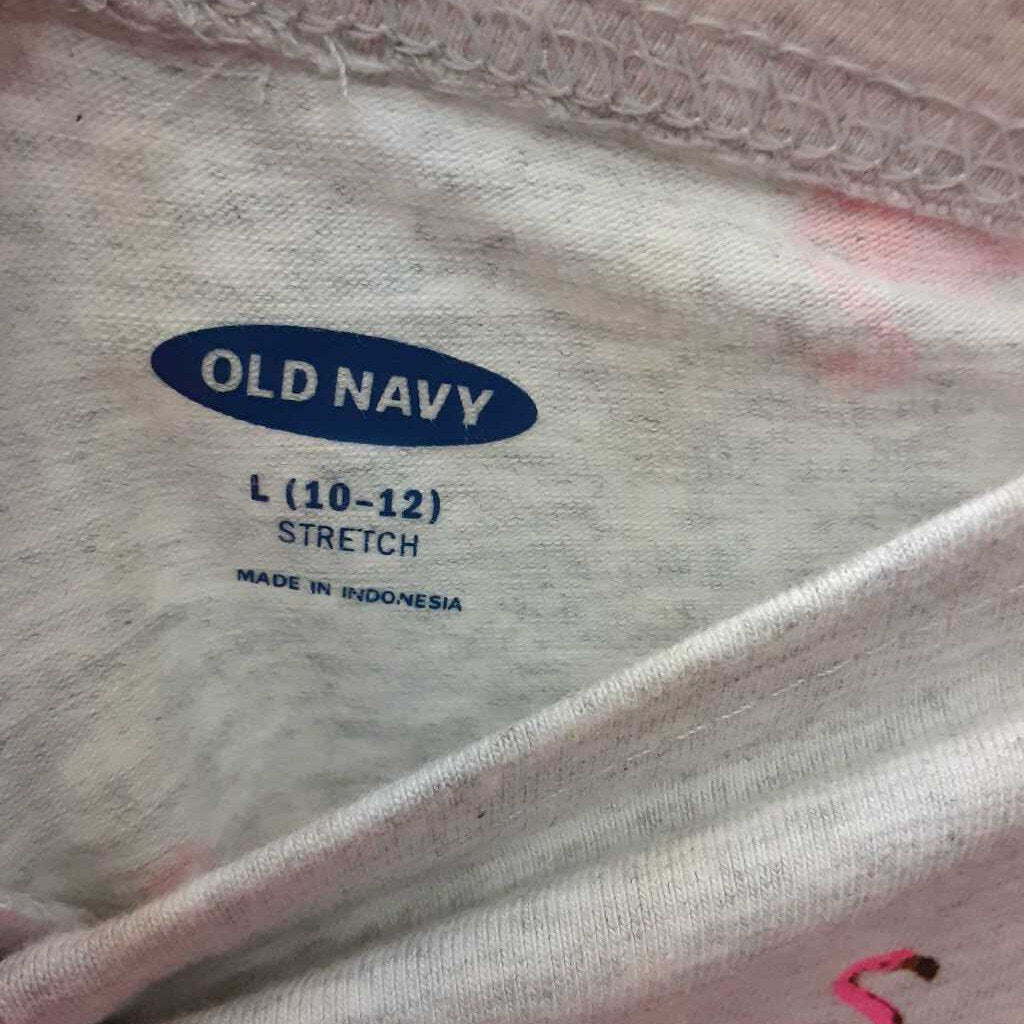 OLD NAVY
L (10-12)
STRETCH
MADE IN INDONESIA